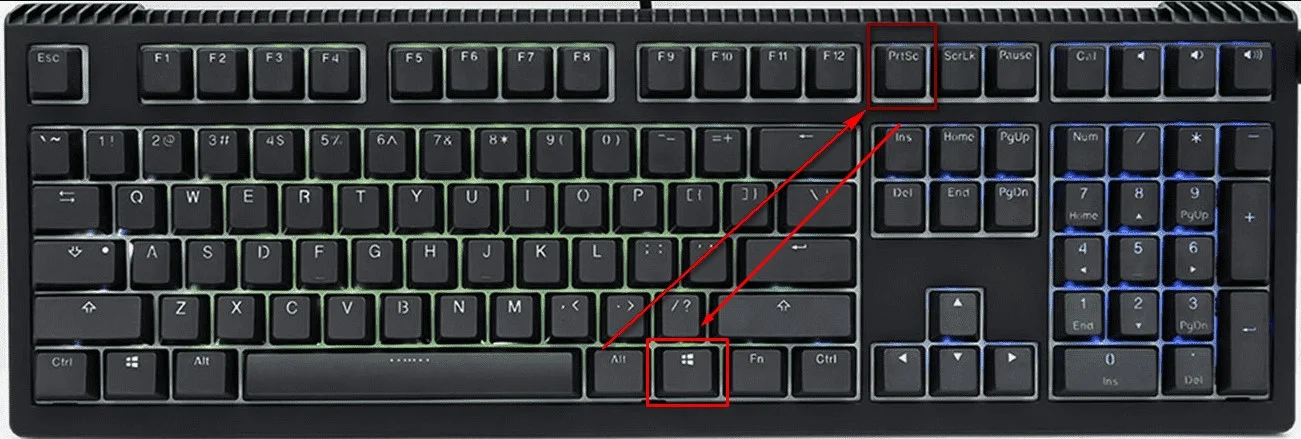 Esc F1 F2 F3 F4 F5 F6 F7 F8 F9 F10 F11 F12 PrtSc ScrLk Pause Cal
`~ 1! 2@ 3# 4$ 5% 6^ 7& 8* 9( 0) -_ =+ Ins Home PgUp Num / * -
Q W E R T Y U I O P [{ ]} \| Del End PgDn 7 Home 8 9 PgUp +
A S D F G H J K L ;: '" 4 5 6
Z X C V B N M ,< .> /? 1 End 2 3 PgDn
Ctrl Alt Alt Fn Ctrl 0 Ins . Del